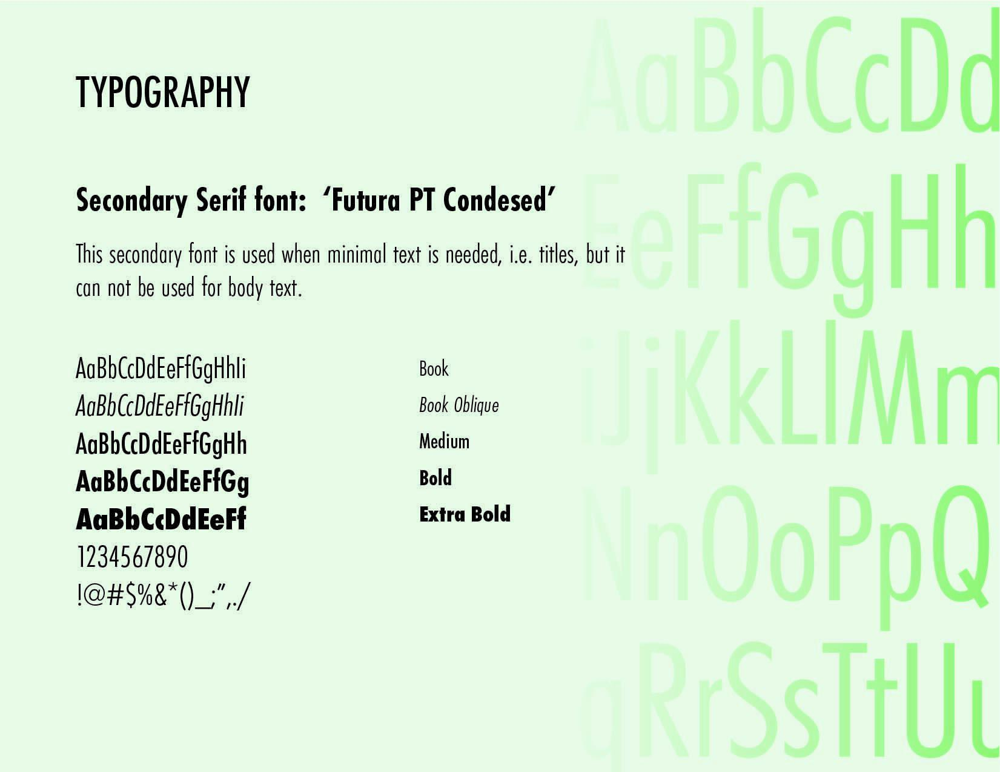 TYPOGRAPHY
Secondary Serif font:  ‘Futura PT Condesed’
This secondary font is used when minimal text is needed, i.e. titles, but it
can not be used for body text.
AaBbCcDdEeFfGgHhIi
AaBbCcDdEeFfGgHhIi
AaBbCcDdEeFfGgHh
AaBbCcDdEeFfGg
AaBbCcDdEeFf
1234567890
!@#$%&*()_;”,./
Book
Book Oblique
Medium
Bold
Extra Bold
AaBbCcDd
EeFfGgHh
iJjKkLlMm
NnOoPpQ
qRrSsTtUu